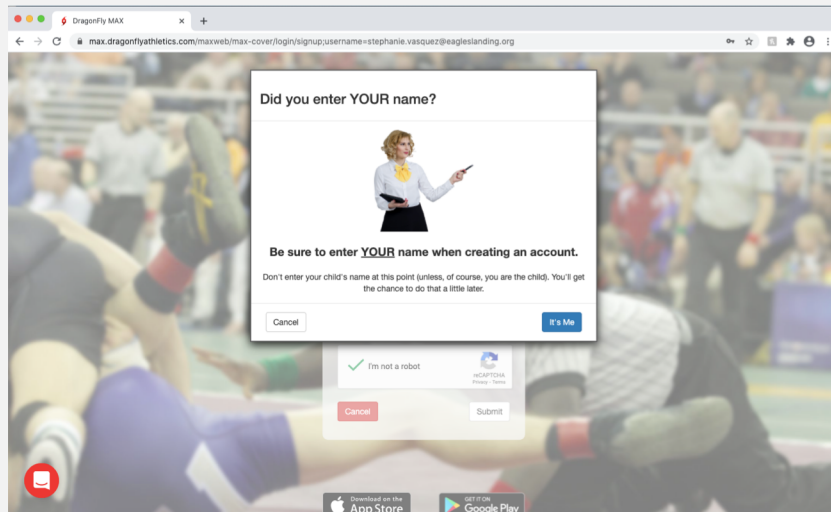 DragonFly MAX
max.dragonflyathletics.com/maxweb/max-cover/login/signup;username=stephanie.vasquez@eagleslanding.org
Did you enter YOUR name?
Be sure to enter YOUR name when creating an account.
Don't enter your child's name at this point (unless, of course, you are the child). You'll get
the chance to do that a little later.
Cancel
It's Me
I'm not a robot
reCAPTCHA
Privacy - Terms
Cancel
Submit
Download on the
App Store
GET IT ON
Google Play